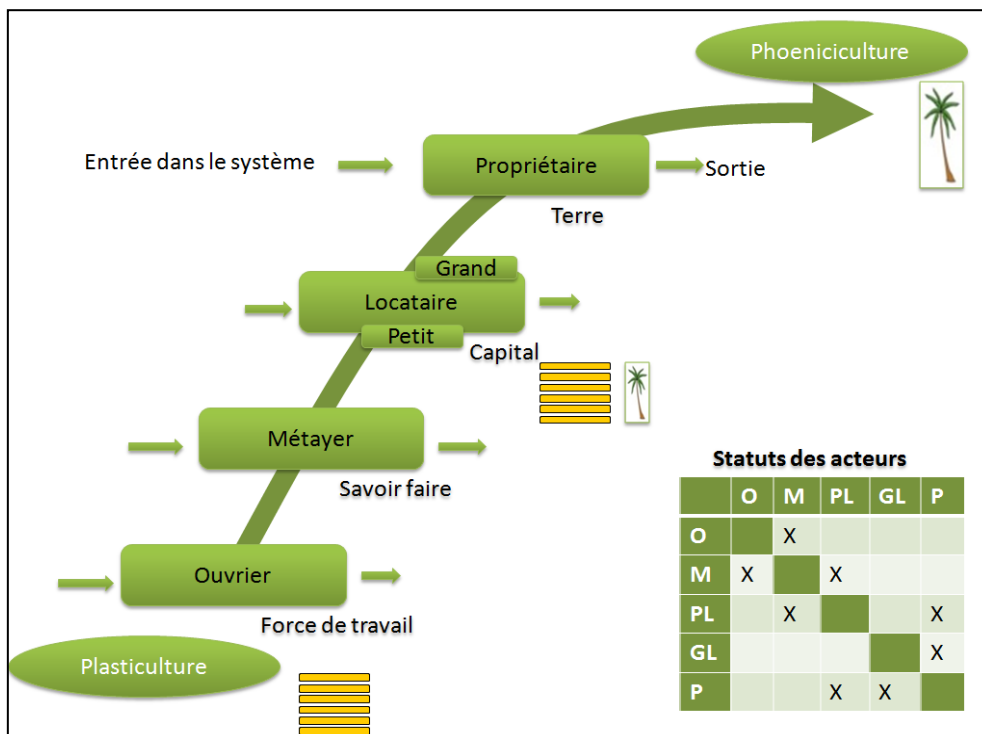 Phoeniciculture
Entrée dans le système
Propriétaire
Sortie
Terre
Grand
Locataire
Petit
Capital
Métayer
Savoir faire
Ouvrier
Force de travail
Plasticulture
Statuts des acteurs
O M PL GL P
O X
M X X
PL X X
GL X
P X X